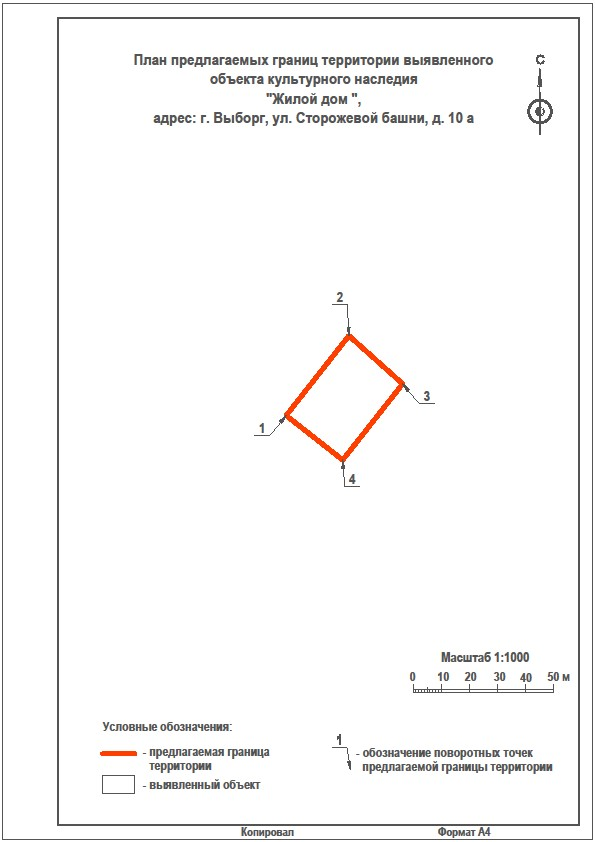 План предлагаемых границ территории выявленного
объекта культурного наследия
"Жилой дом ",
адрес: г. Выборг, ул. Сторожевой башни, д. 10 а
С
2
3
1
4
Масштаб 1:1000
0 10 20 30 40 50 м
Условные обозначения:
- предлагаемая граница
территории
- выявленный объект
1
- обозначение поворотных точек
предлагаемой границы территории
Копировал Формат А4